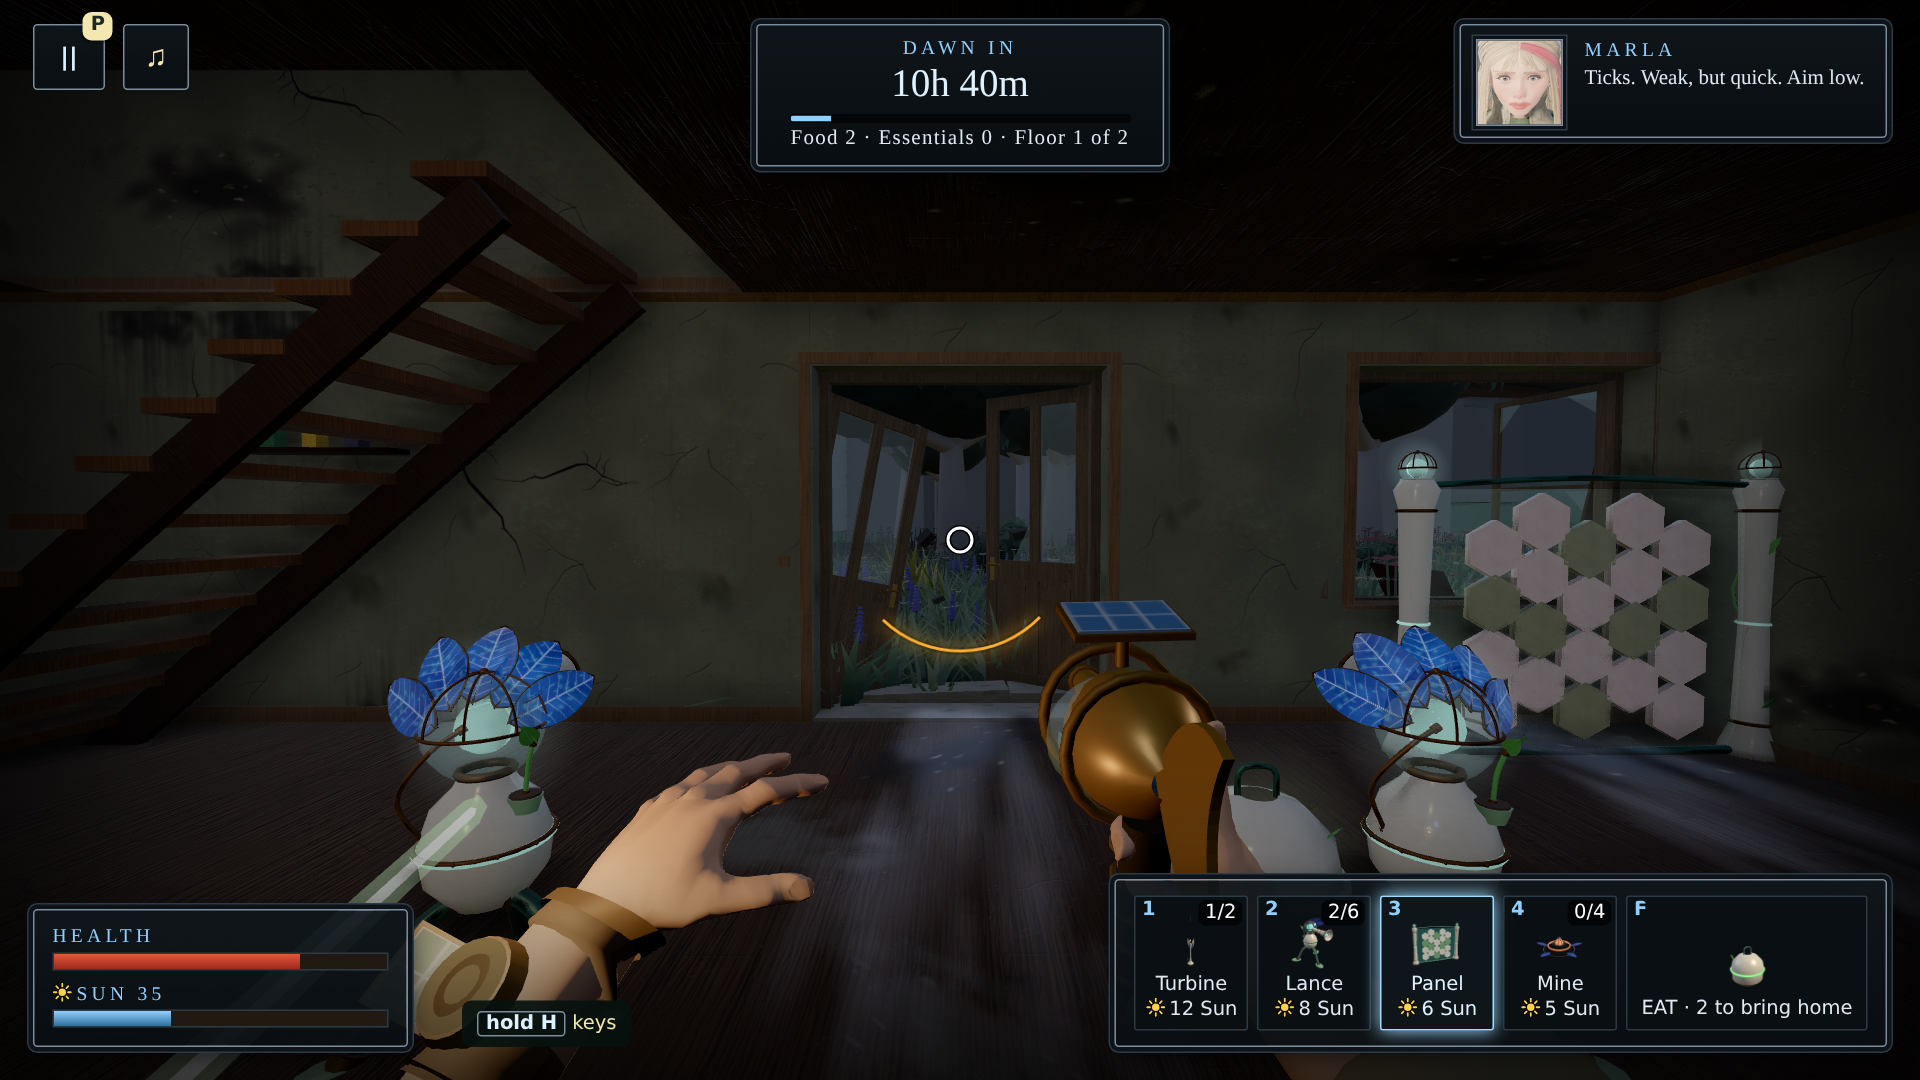 P
DAWN IN
10h 40m
Food 2 · Essentials 0 · Floor 1 of 2
MARLA
Ticks. Weak, but quick. Aim low.
HEALTH
SUN 35
hold H keys
1 1/2
Turbine
12 Sun
2 2/6
Lance
8 Sun
3
Panel
6 Sun
4 0/4
Mine
5 Sun
F
EAT · 2 to bring home